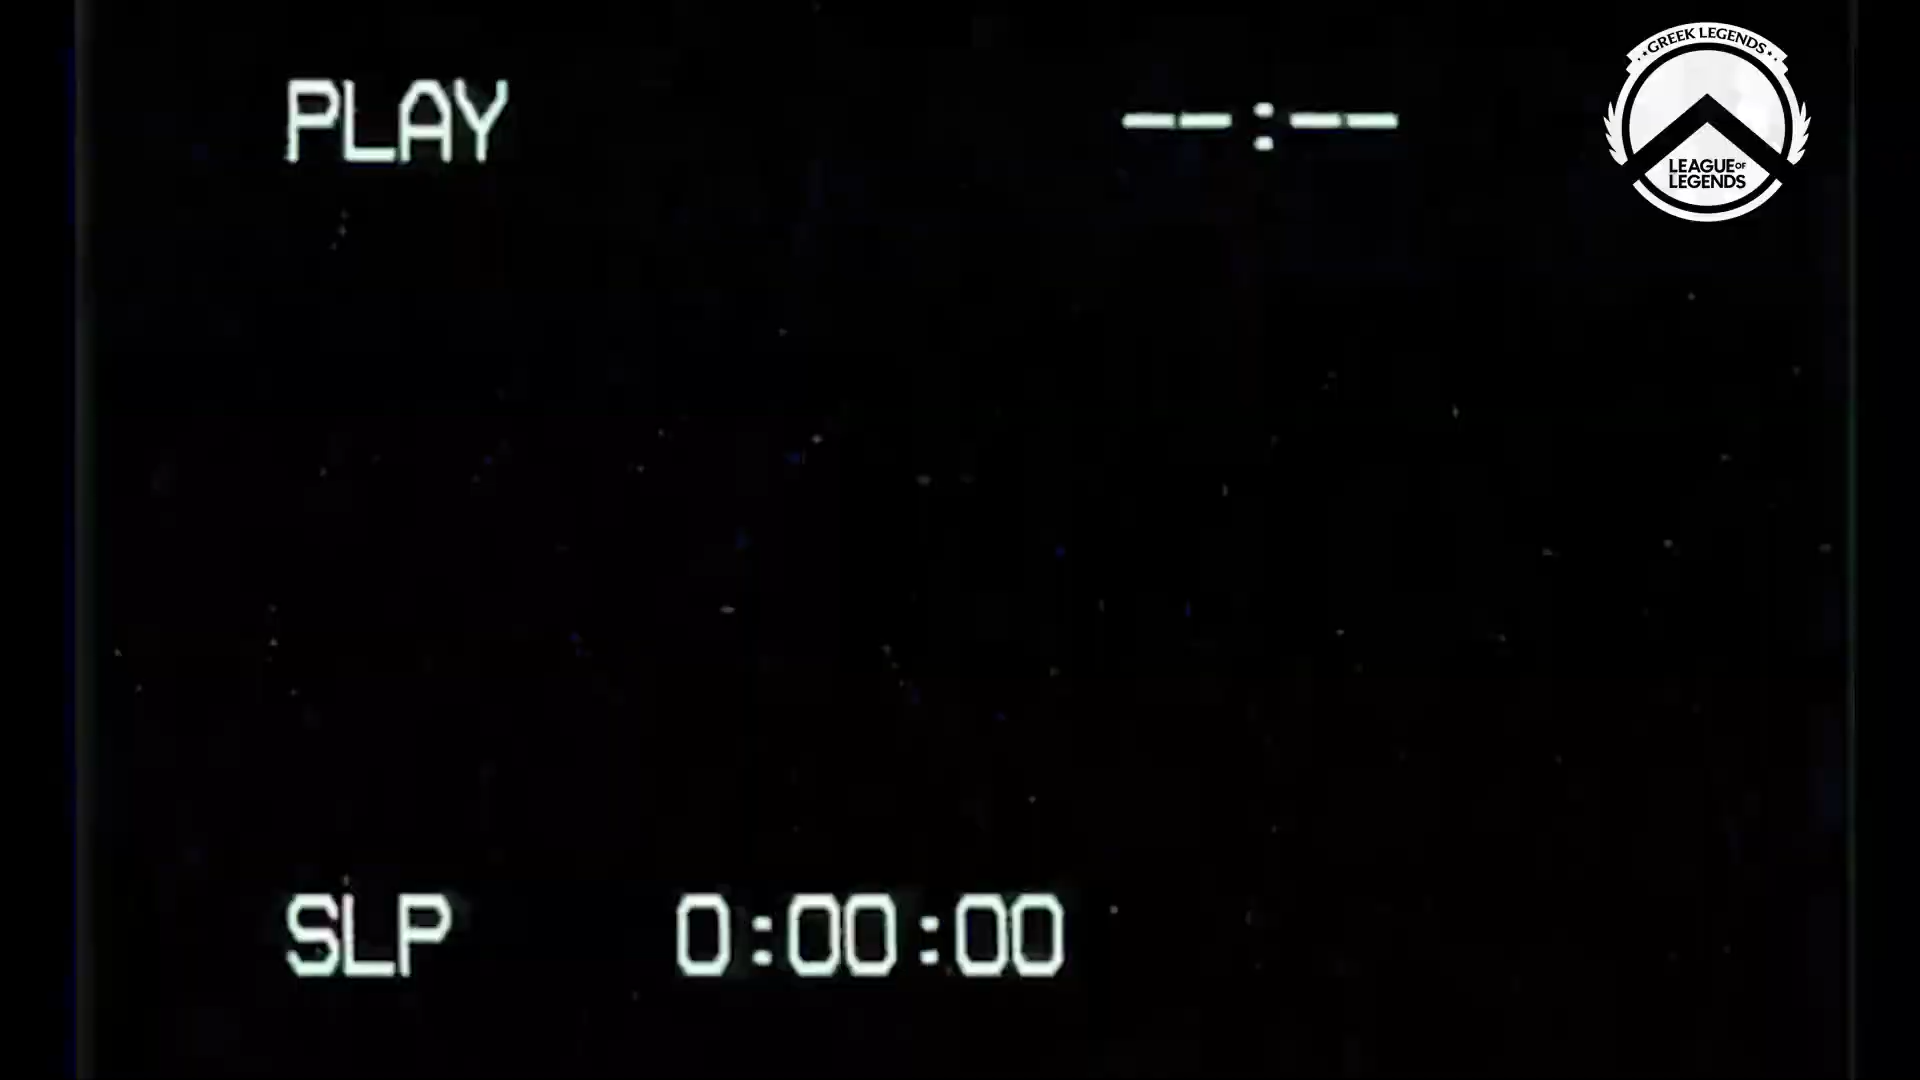 PLAY
--:--
GREEK LEGENDS
LEAGUE OF
LEGENDS
SLP 0:00:00